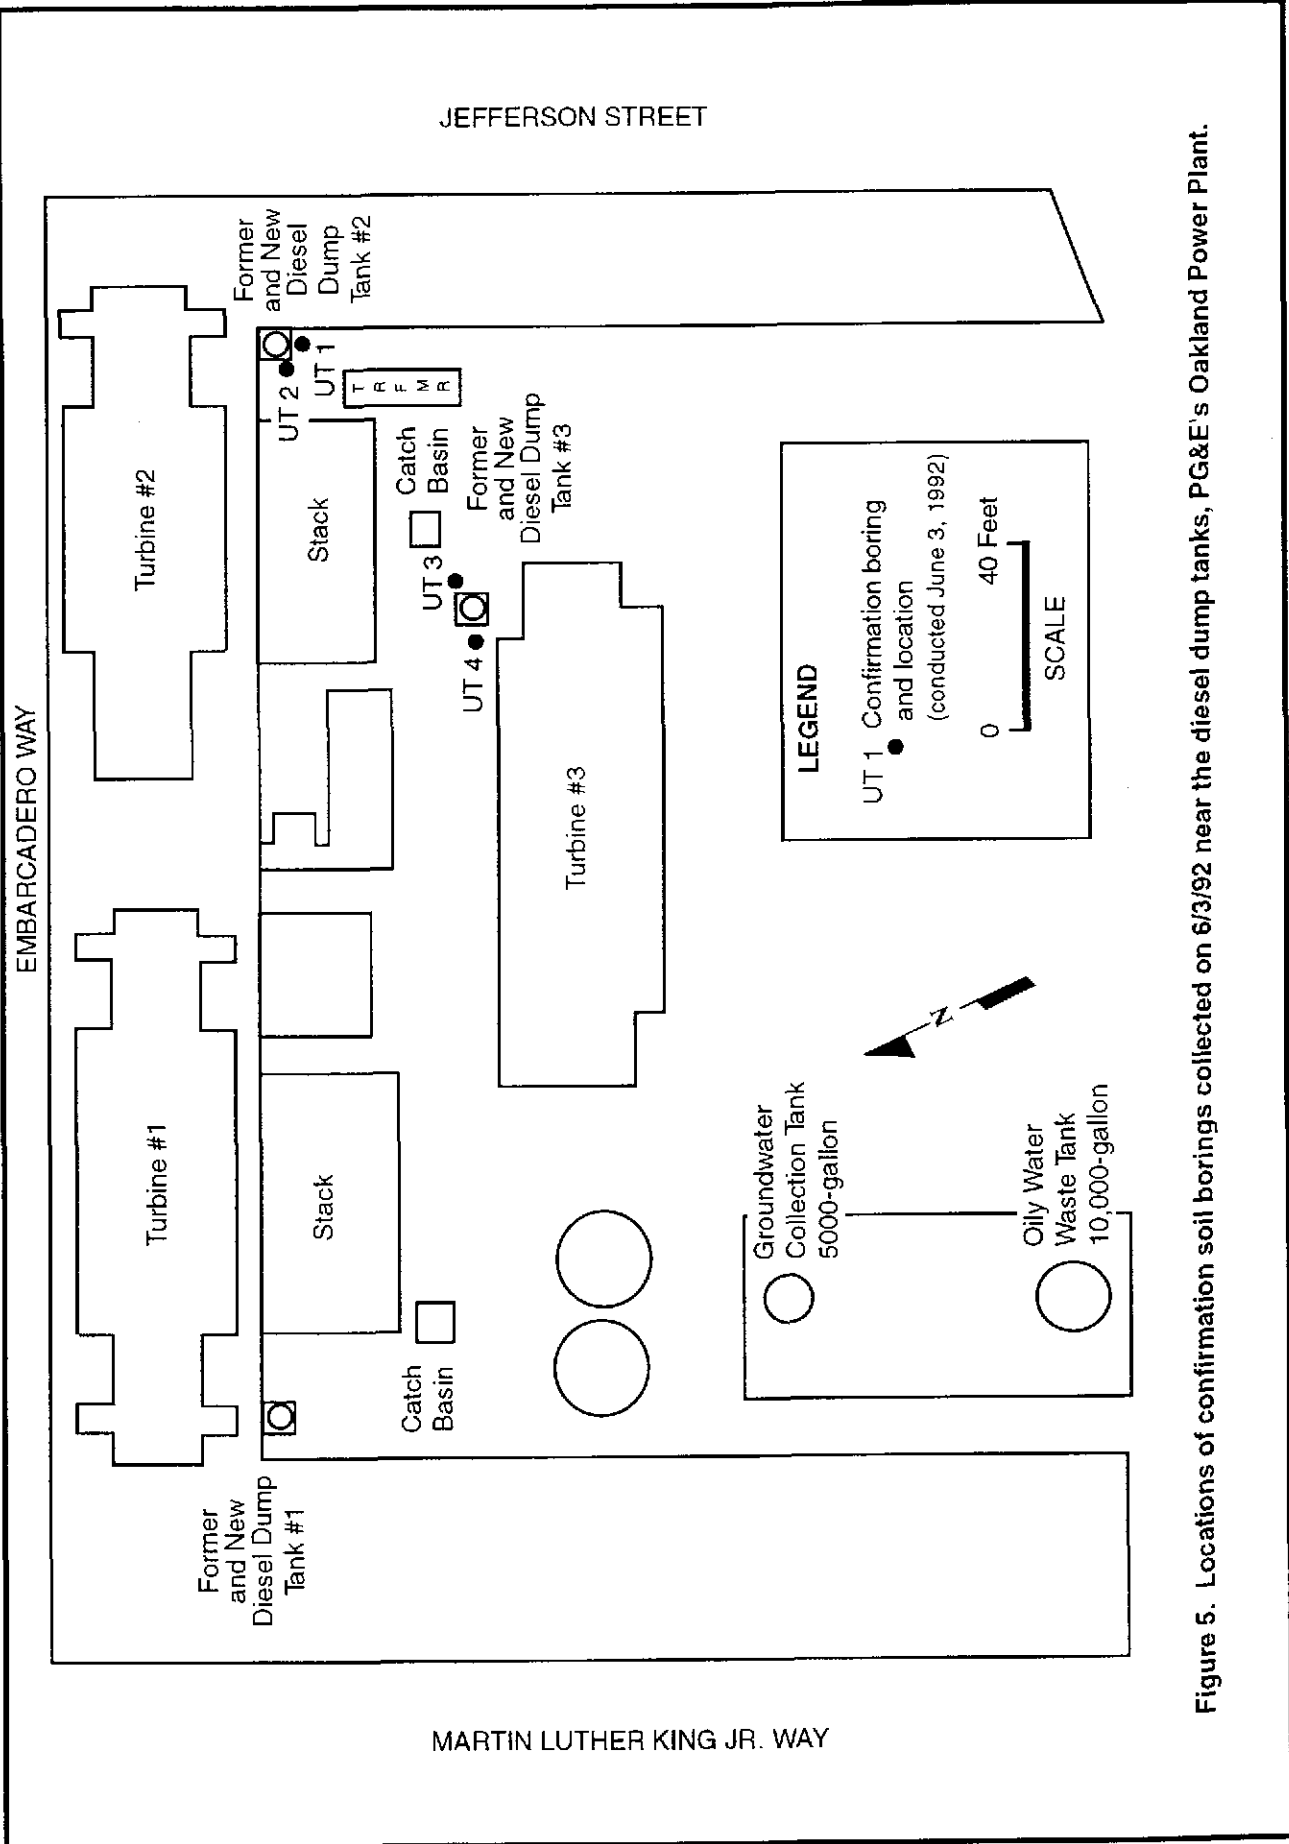 EMBARCADERO WAY
JEFFERSON STREET
MARTIN LUTHER KING JR. WAY
Turbine #1
Turbine #2
Former
and New
Diesel Dump
Tank #1
Stack
Stack
UT 2
UT 1
Former
and New
Diesel
Dump
Tank #2
T
R
F
M
R
Catch
Basin
Catch
Basin
UT 3
UT 4
Former
and New
Diesel Dump
Tank #3
Turbine #3
Groundwater
Collection Tank
5000-gallon
Oily Water
Waste Tank
10,000-gallon
N
LEGEND
UT 1 Confirmation boring
and location
(conducted June 3, 1992)
0 40 Feet
SCALE
Figure 5. Locations of confirmation soil borings collected on 6/3/92 near the diesel dump tanks, PG&E's Oakland Power Plant.